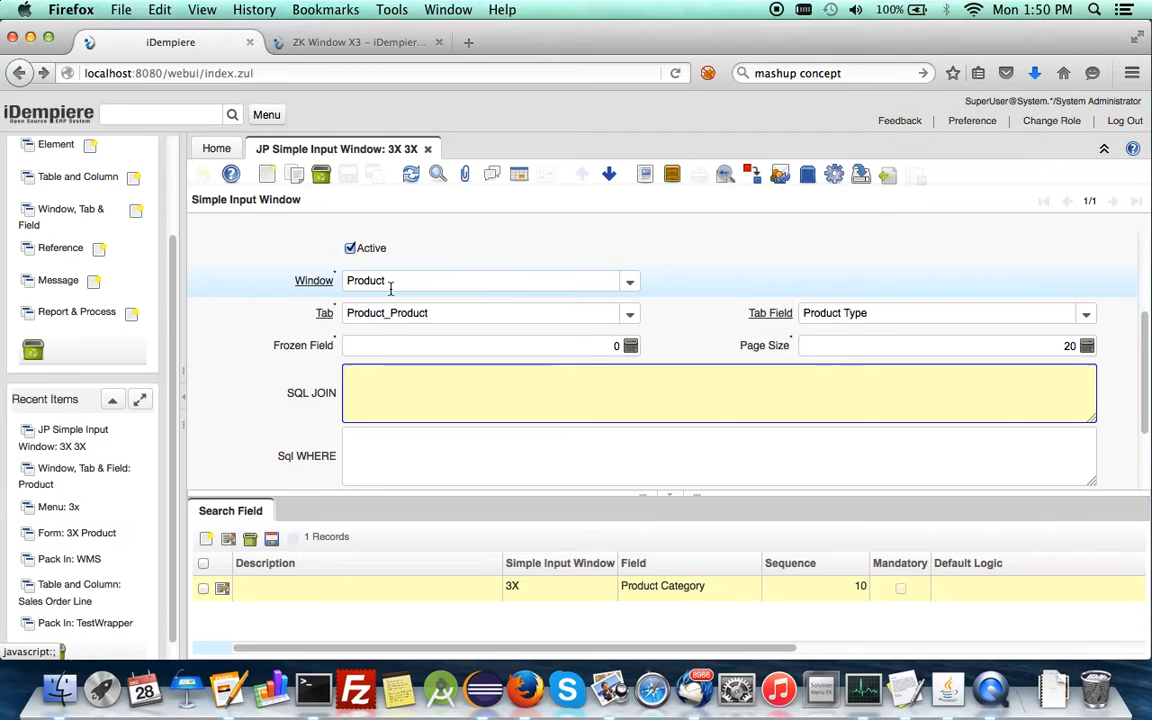 Firefox File Edit View History Bookmarks Tools Window Help 100% Mon 1:50 PM
iDempiere ZK Window X3 – iDempier...
localhost:8080/webui/index.zul mashup concept
iDempiere Menu SuperUser@System.*/System Administrator
Feedback Preference Change Role Log Out
Element
Table and Column
Window, Tab &
Field
Reference
Message
Report & Process
Recent Items
JP Simple Input
Window: 3X 3X
Window, Tab & Field:
Product
Menu: 3x
Form: 3X Product
Pack In: WMS
Table and Column:
Sales Order Line
Pack In: TestWrapper
javascript:;
Home JP Simple Input Window: 3X 3X
Simple Input Window 1/1
Active
Window* Product
Tab* Product_Product Tab Field Product Type
Frozen Field* 0 Page Size* 20
SQL JOIN
Sql WHERE
Search Field
1 Records
Description Simple Input Window Field Sequence Mandatory Default Logic
3X Product Category 10
DEC
28
8966
Solution
Menu EX